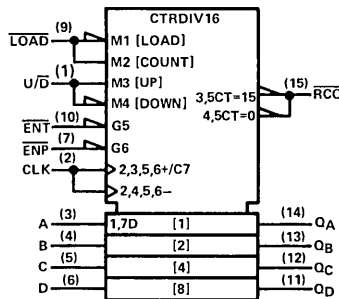 CTRDIV16
LOAD (9) M1 [LOAD]
M2 [COUNT]
U/D (1) M3 [UP]
M4 [DOWN]
3,5CT=15 (15) RCO
4,5CT=0
ENT (10) G5
ENP (7) G6
CLK (2) 2,3,5,6+/C7
2,4,5,6−
A (3) 1,7D [1] (14) QA
B (4) [2] (13) QB
C (5) [4] (12) QC
D (6) [8] (11) QD